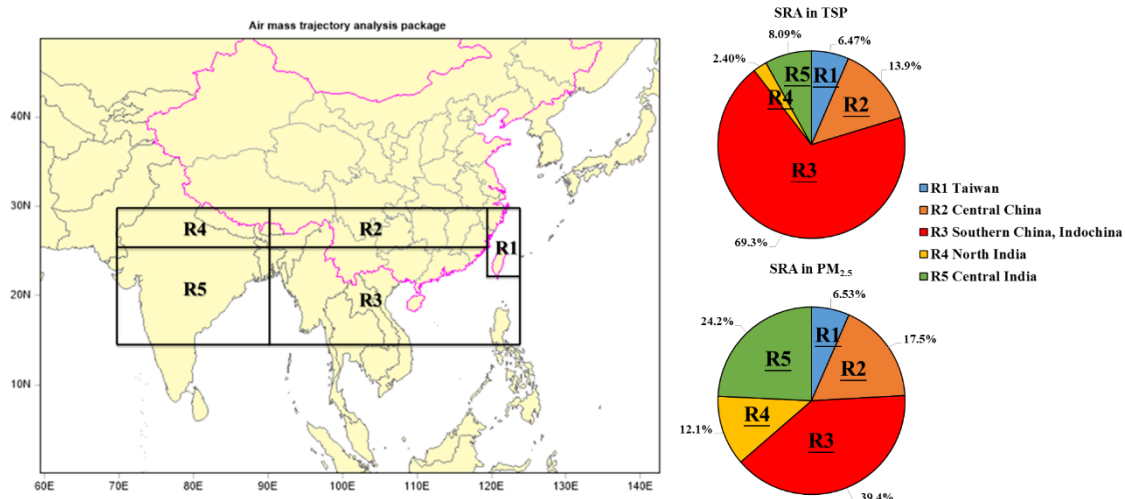 Air mass trajectory analysis package
40N
30N
20N
10N
60E 70E 80E 90E 100E 110E 120E 130E 140E
R4
R2
R1
R5
R3
SRA in TSP
8.09%
6.47%
2.40%
13.9%
R5
R1
R4
R2
R3
69.3%
R1 Taiwan
R2 Central China
R3 Southern China, Indochina
R4 North India
R5 Central India
SRA in PM2.5
6.53%
24.2%
17.5%
R1
R5
R2
R4
R3
12.1%
39.4%